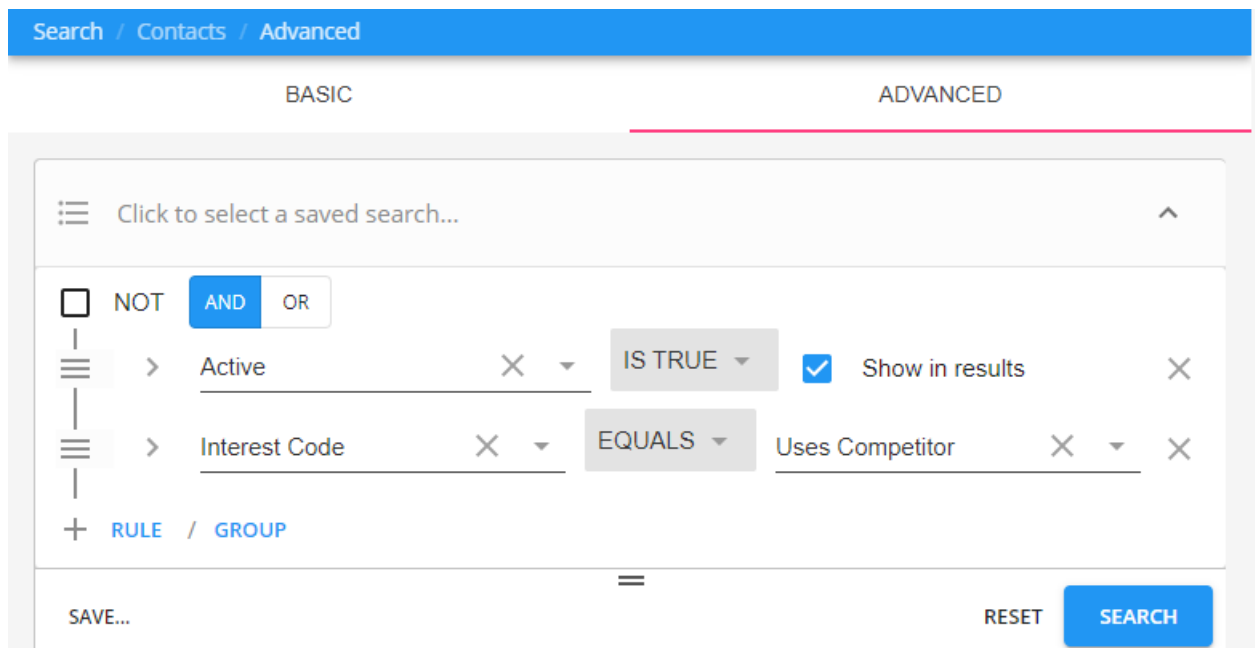 Search / Contacts / Advanced
BASIC ADVANCED
Click to select a saved search...
NOT AND OR
Active IS TRUE Show in results
Interest Code EQUALS Uses Competitor
+ RULE / GROUP
SAVE... RESET SEARCH